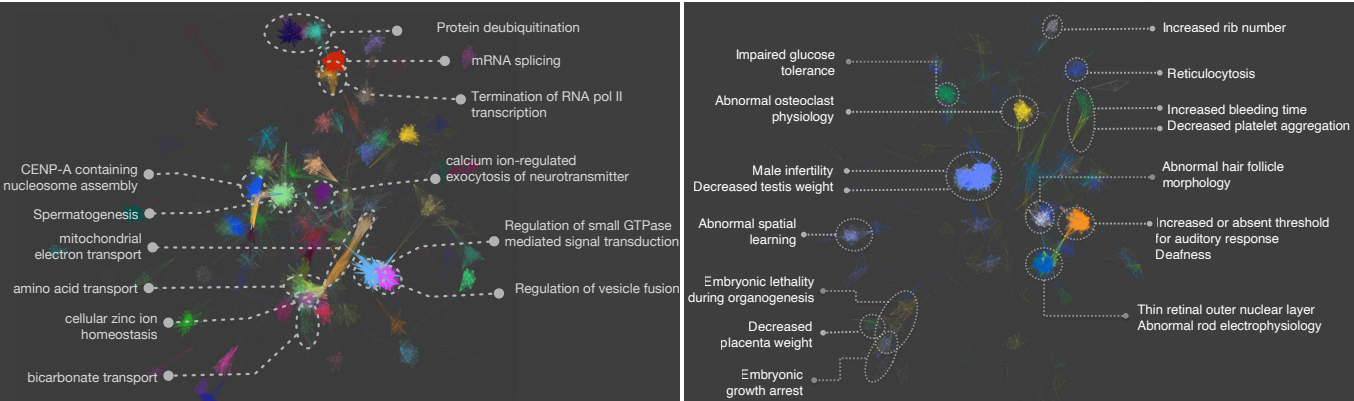 Protein deubiquitination
mRNA splicing
Termination of RNA pol II
transcription
CENP-A containing
nucleosome assembly
calcium ion-regulated
exocytosis of neurotransmitter
Spermatogenesis
Regulation of small GTPase
mediated signal transduction
mitochondrial
electron transport
amino acid transport
Regulation of vesicle fusion
cellular zinc ion
homeostasis
bicarbonate transport
Increased rib number
Impaired glucose
tolerance
Reticulocytosis
Abnormal osteoclast
physiology
Increased bleeding time
Decreased platelet aggregation
Male infertility
Decreased testis weight
Abnormal hair follicle
morphology
Abnormal spatial
learning
Increased or absent threshold
for auditory response
Deafness
Embryonic lethality
during organogenesis
Thin retinal outer nuclear layer
Abnormal rod electrophysiology
Decreased
placenta weight
Embryonic
growth arrest